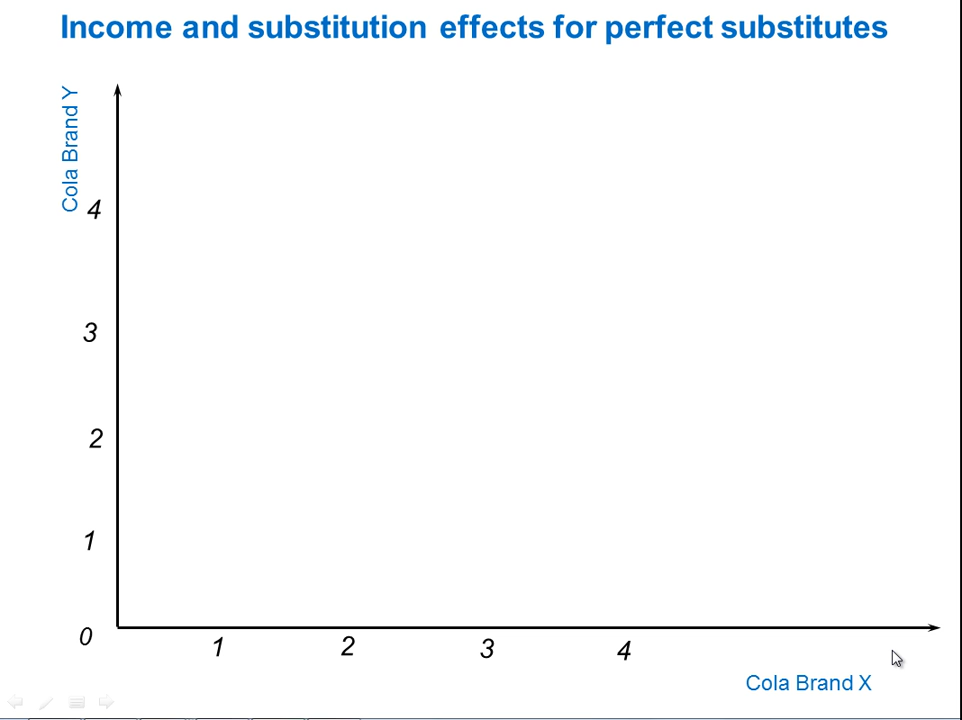 Income and substitution effects for perfect substitutes
Cola Brand Y
4
3
2
1
0
1 2 3 4
Cola Brand X